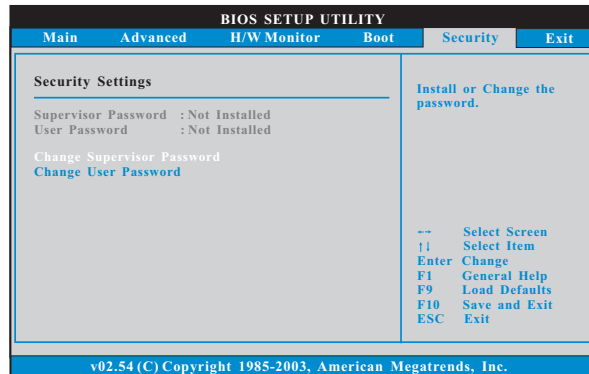 BIOS SETUP UTILITY
Main Advanced H/W Monitor Boot Security Exit
Security Settings
Supervisor Password : Not Installed
User Password : Not Installed
Change Supervisor Password
Change User Password
Install or Change the
password.
←→ Select Screen
↑↓ Select Item
Enter Change
F1 General Help
F9 Load Defaults
F10 Save and Exit
ESC Exit
v02.54 (C) Copyright 1985-2003, American Megatrends, Inc.